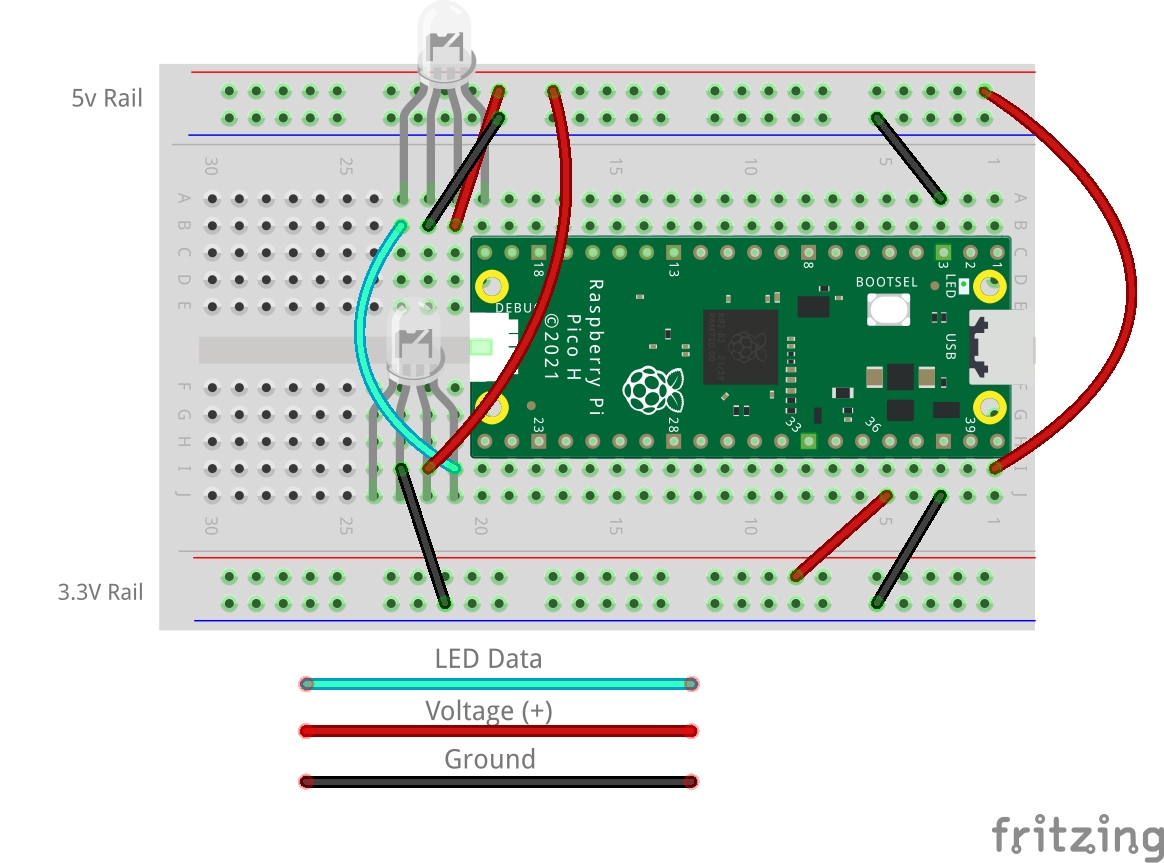 5v Rail
30
25
15
10
5
1
A
A
B
B
C
C
D
D
E
E
18
13
8
3
2
1
BOOTSEL
LED
DEBU
USB
Raspberry Pi
Pico H
©2021
23
28
33
36
39
F
F
G
G
H
H
I
I
J
J
30
25
20
15
10
5
1
3.3V Rail
LED Data
Voltage (+)
Ground
fritzing